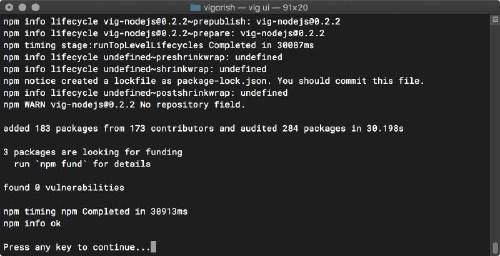 vigorish — vig ui — 91×20
npm info lifecycle vig-nodejs@0.2.2~prepublish: vig-nodejs@0.2.2
npm info lifecycle vig-nodejs@0.2.2~prepare: vig-nodejs@0.2.2
npm timing stage:runTopLevelLifecycles Completed in 30087ms
npm info lifecycle undefined~preshrinkwrap: undefined
npm info lifecycle undefined~shrinkwrap: undefined
npm notice created a lockfile as package-lock.json. You should commit this file.
npm info lifecycle undefined~postshrinkwrap: undefined
npm WARN vig-nodejs@0.2.2 No repository field.
added 183 packages from 173 contributors and audited 284 packages in 30.198s
3 packages are looking for funding
run `npm fund` for details
found 0 vulnerabilities
npm timing npm Completed in 30913ms
npm info ok
Press any key to continue...